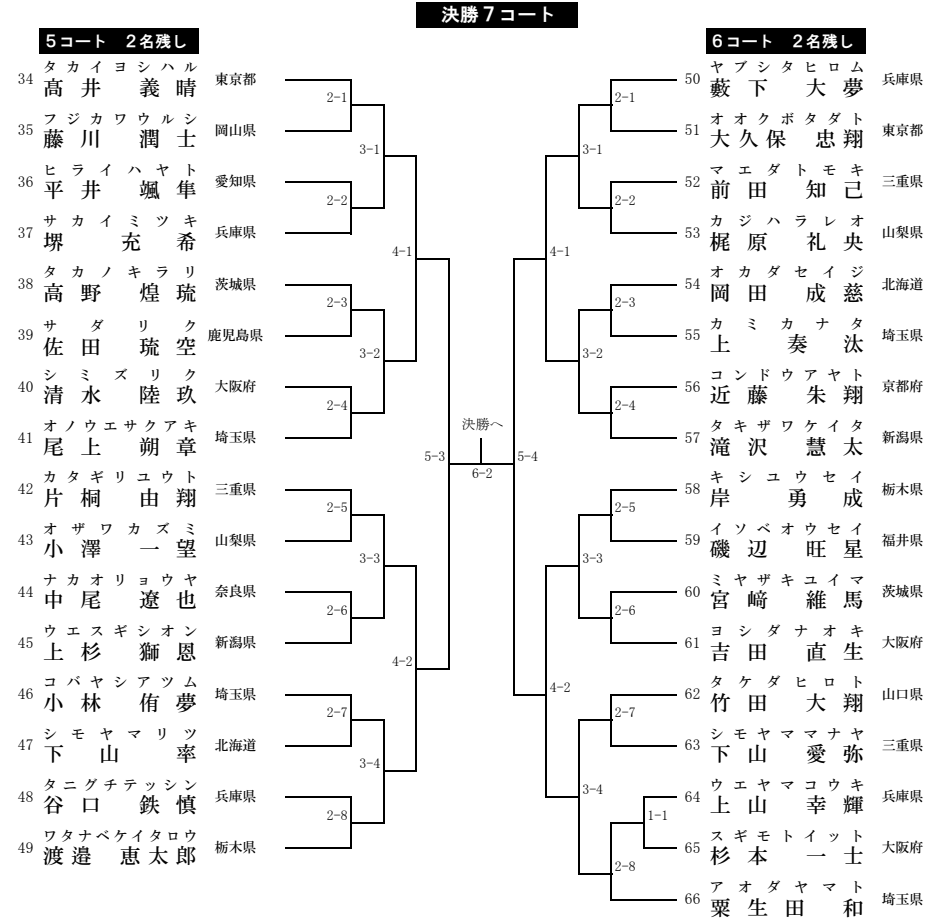 決勝7コート
5コート　2名残し
タカイヨシハル
34 高井　義晴 東京都
フジカワウルシ
35 藤川　潤士 岡山県
ヒライハヤト
36 平井　颯隼 愛知県
サカイミツキ
37 堺　充希 兵庫県
タカノキラリ
38 高野　煌琉 茨城県
サダリク
39 佐田　琉空 鹿児島県
シミズリク
40 清水　陸玖 大阪府
オノウエサクアキ
41 尾上　朔章 埼玉県
カタギリユウト
42 片桐　由翔 三重県
オザワカズミ
43 小澤　一望 山梨県
ナカオリョウヤ
44 中尾　遼也 奈良県
ウエスギシオン
45 上杉　獅恩 新潟県
コバヤシアツム
46 小林　侑夢 埼玉県
シモヤマリツ
47 下山　率 北海道
タニグチテッシン
48 谷口　鉄慎 兵庫県
ワタナベケイタロウ
49 渡邉　恵太郎 栃木県
2-1
3-1
2-2
4-1
2-3
3-2
2-4
5-3
2-5
3-3
2-6
4-2
2-7
3-4
2-8
決勝へ
6-2
6コート　2名残し
ヤブシタヒロム
50 藪下　大夢 兵庫県
オオクボタダト
51 大久保　忠翔 東京都
マエダトモキ
52 前田　知己 三重県
カジハラレオ
53 梶原　礼央 山梨県
オカダセイジ
54 岡田　成慈 北海道
カミカナタ
55 上　奏汰 埼玉県
コンドウアヤト
56 近藤　朱翔 京都府
タキザワケイタ
57 滝沢　慧太 新潟県
キシユウセイ
58 岸　勇成 栃木県
イソベオウセイ
59 磯辺　旺星 福井県
ミヤザキユイマ
60 宮﨑　維馬 茨城県
ヨシダナオキ
61 吉田　直生 大阪府
タケダヒロト
62 竹田　大翔 山口県
シモヤママナヤ
63 下山　愛弥 三重県
ウエヤマコウキ
64 上山　幸輝 兵庫県
スギモトイット
65 杉本　一士 大阪府
アオダヤマト
66 粟生田　和 埼玉県
2-1
3-1
2-2
4-1
2-3
3-2
2-4
5-4
2-5
3-3
2-6
4-2
2-7
3-4
1-1
2-8